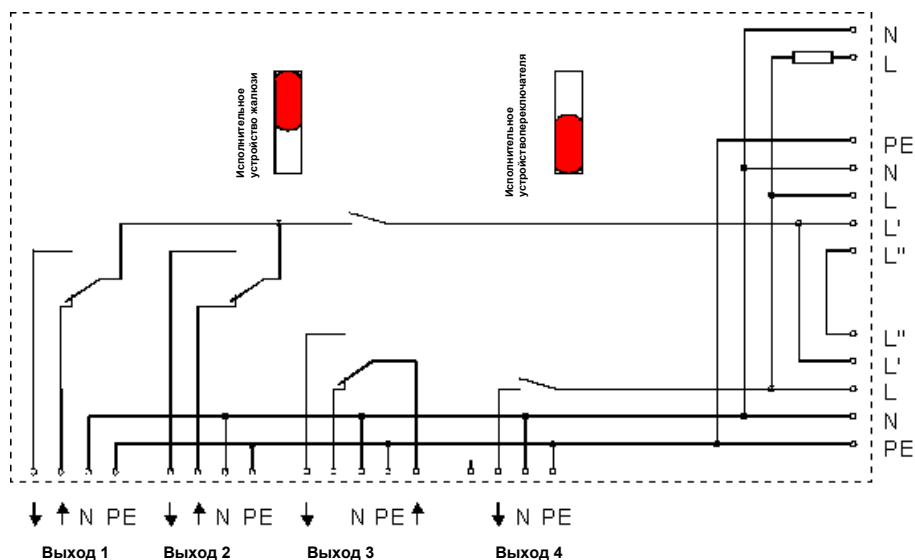 Исполнительное
устройство жалюзи
Исполнительное
устройствопереключателя
N
L
PE
N
L
L'
L"
L"
L'
L
N
PE
N PE
N PE
N PE
N PE
Выход 1
Выход 2
Выход 3
Выход 4